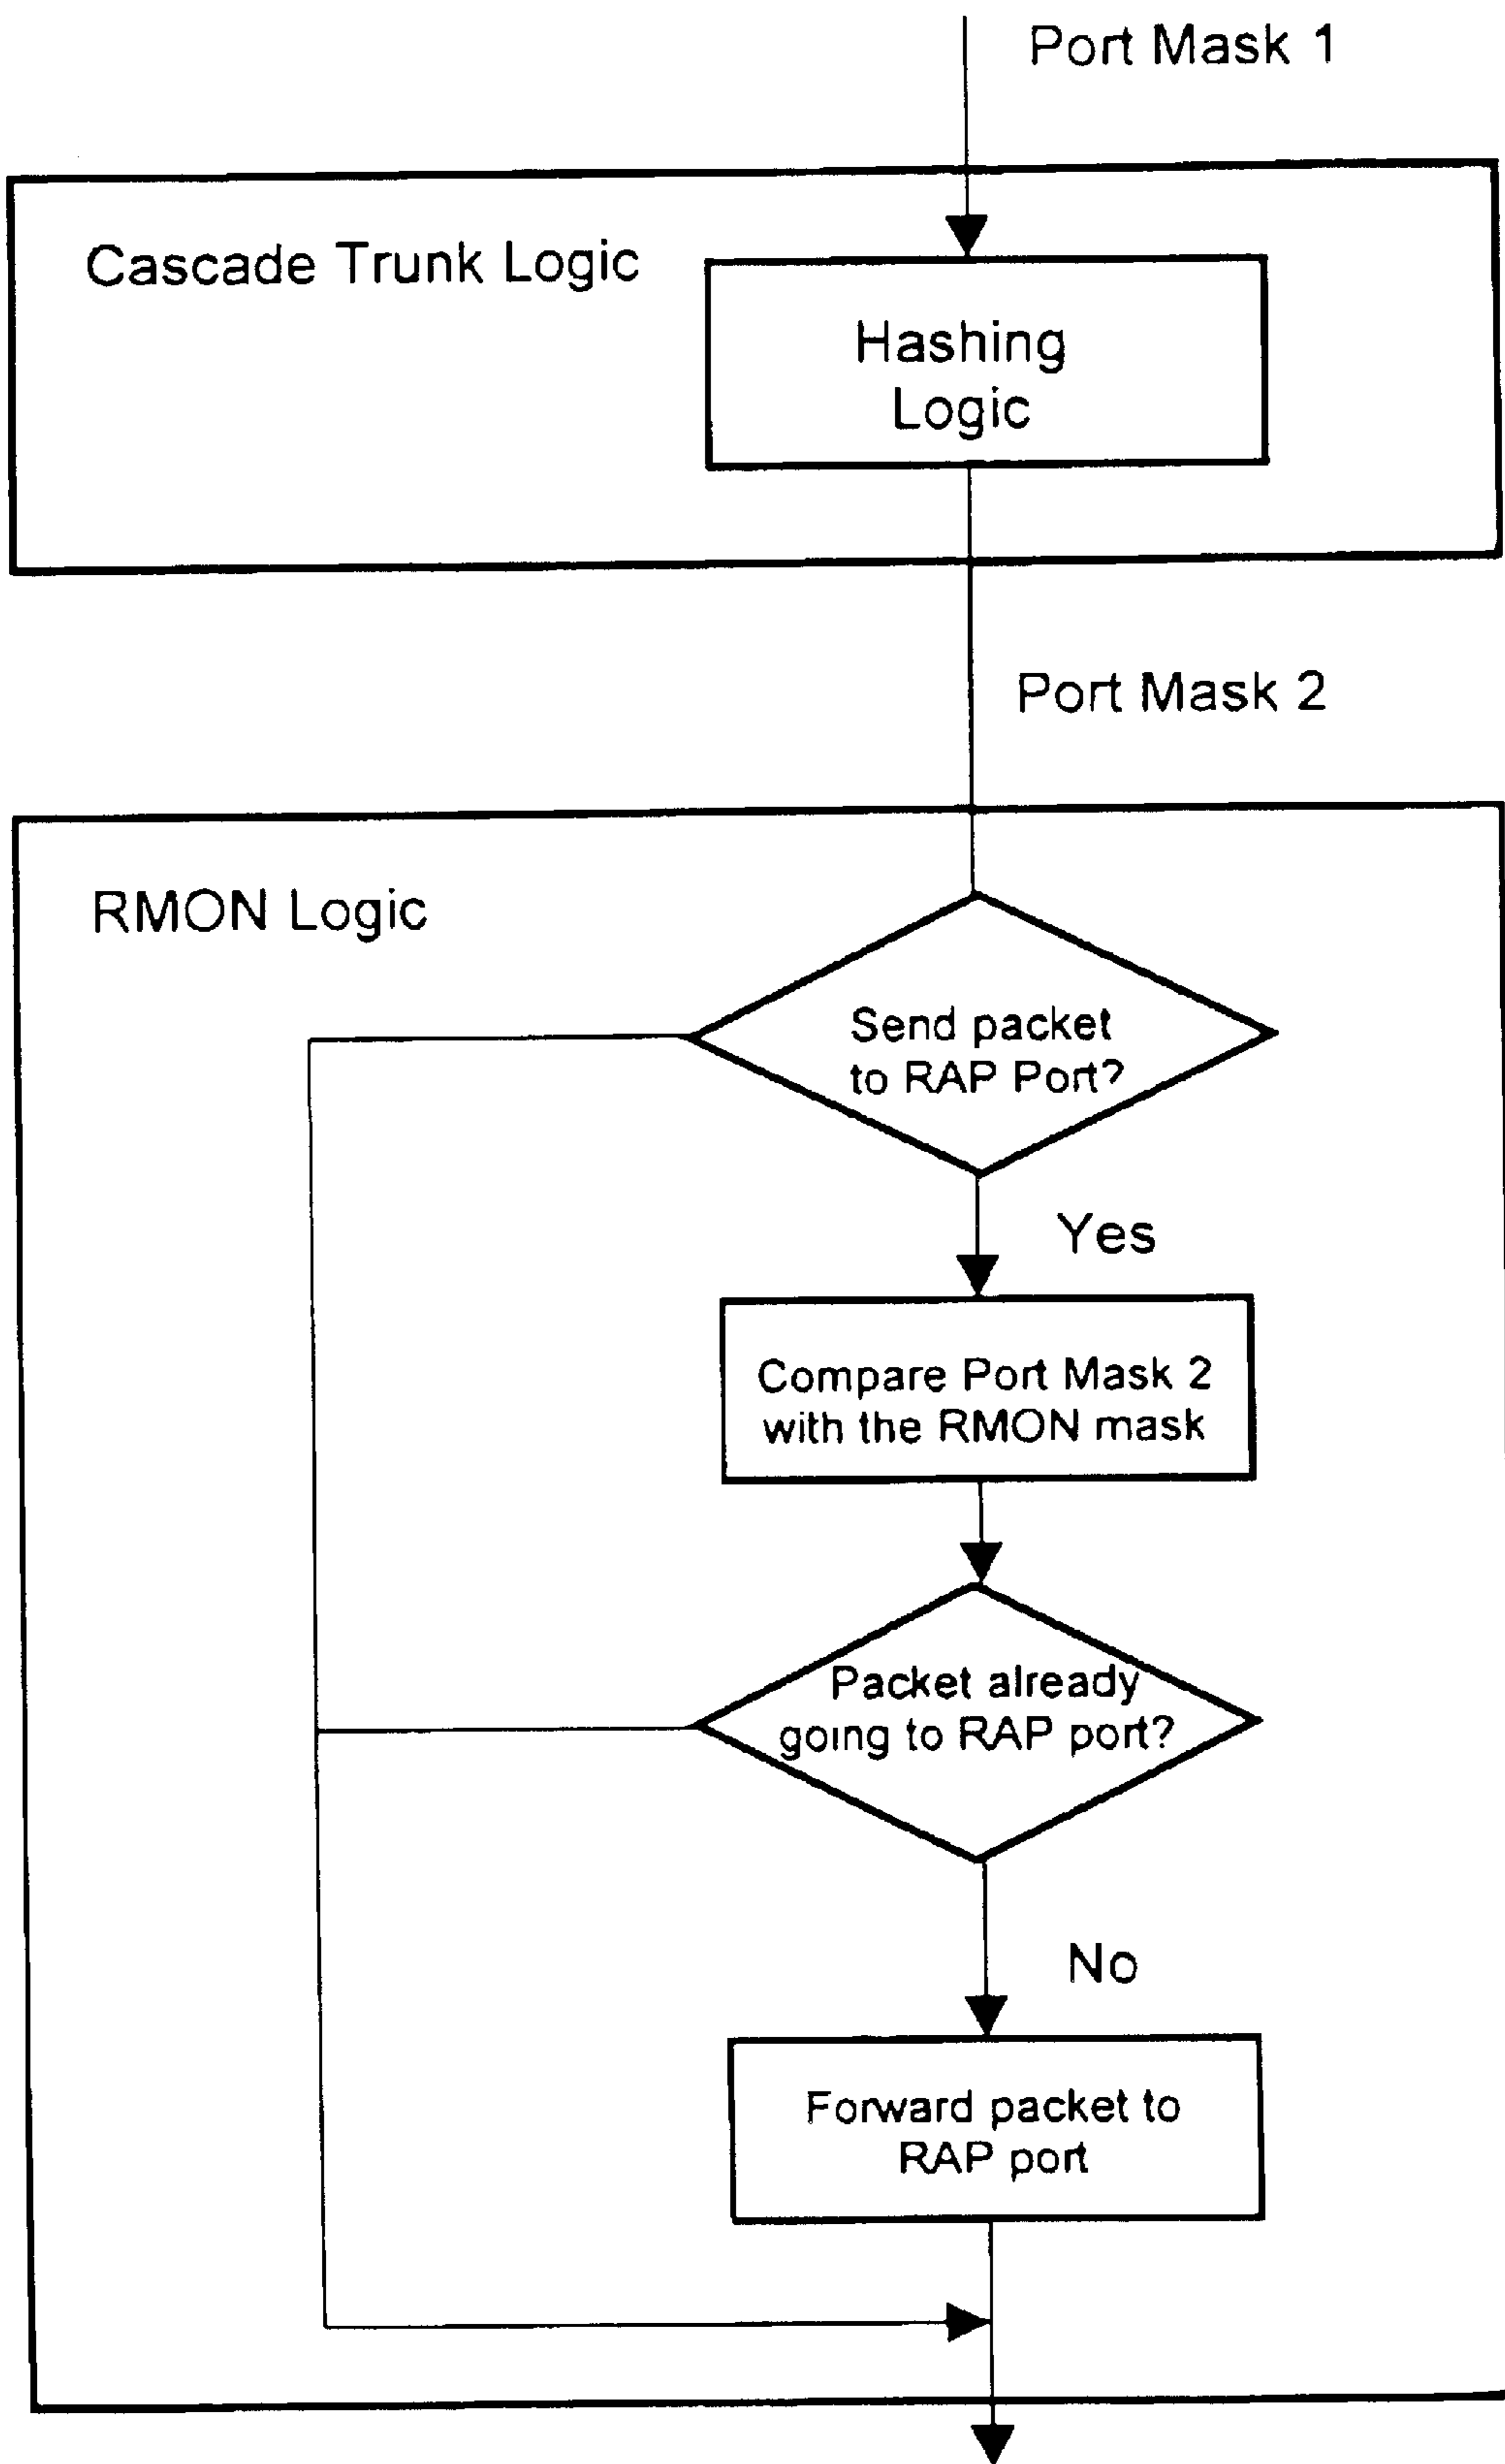 Port Mask 1
Cascade Trunk Logic
Hashing
Logic
Port Mask 2
RMON Logic
Send packet
to RAP Port?
Yes
Compare Port Mask 2
with the RMON mask
Packet already
going to RAP port?
No
Forward packet to
RAP port